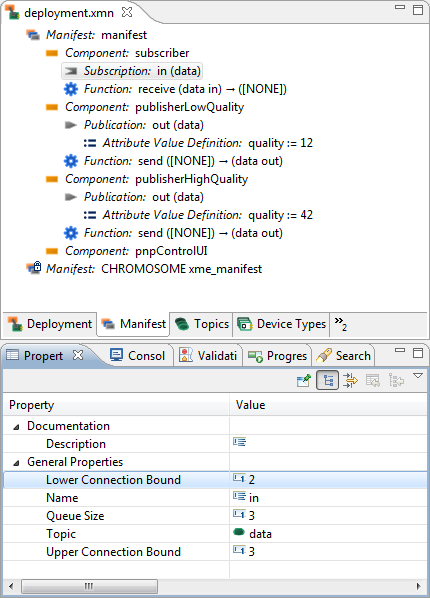 deployment.xmn
Manifest: manifest
Component: subscriber
Subscription: in (data)
Function: receive (data in) → ([NONE])
Component: publisherLowQuality
Publication: out (data)
Attribute Value Definition: quality := 12
Function: send ([NONE]) → (data out)
Component: publisherHighQuality
Publication: out (data)
Attribute Value Definition: quality := 42
Function: send ([NONE]) → (data out)
Component: pnpControlUI
Manifest: CHROMOSOME xme_manifest
Deployment Manifest Topics Device Types »2
Propert Consol Validati Progres Search
Property Value
Documentation
Description
General Properties
Lower Connection Bound 2
Name in
Queue Size 3
Topic data
Upper Connection Bound 3